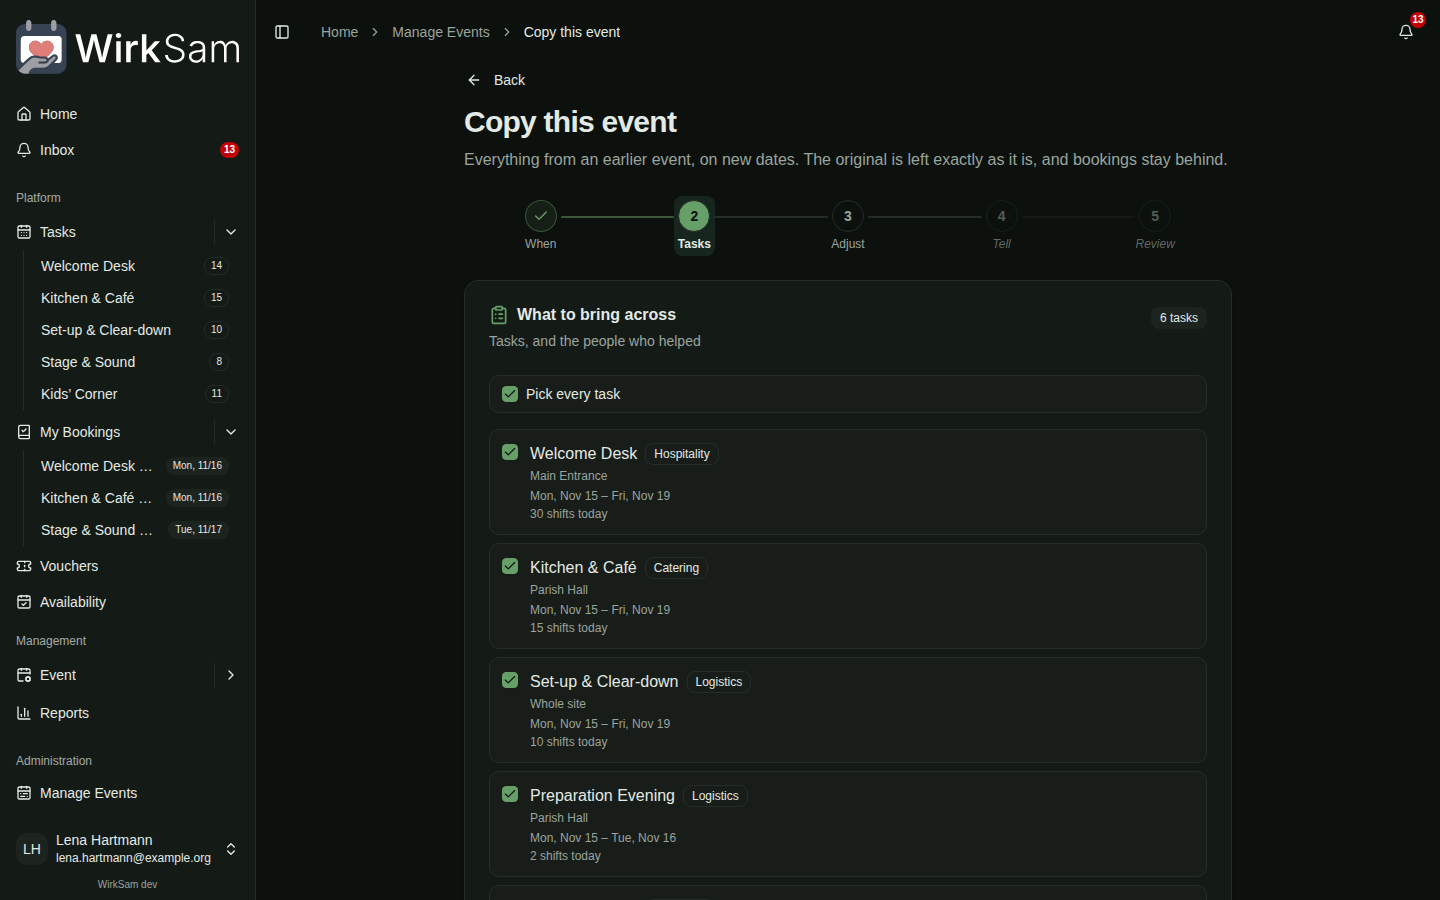 WirkSam
Home
Inbox 13
Platform
Tasks
Welcome Desk 14
Kitchen & Café 15
Set-up & Clear-down 10
Stage & Sound 8
Kids’ Corner 11
My Bookings
Welcome Desk … Mon, 11/16
Kitchen & Café … Mon, 11/16
Stage & Sound … Tue, 11/17
Vouchers
Availability
Management
Event
Reports
Administration
Manage Events
LH
Lena Hartmann
lena.hartmann@example.org
WirkSam dev
Home > Manage Events > Copy this event
13
Back
Copy this event
Everything from an earlier event, on new dates. The original is left exactly as it is, and bookings stay behind.
2 3 4 5
When Tasks Adjust Tell Review
What to bring across
6 tasks
Tasks, and the people who helped
Pick every task
Welcome Desk Hospitality
Main Entrance
Mon, Nov 15 – Fri, Nov 19
30 shifts today
Kitchen & Café Catering
Parish Hall
Mon, Nov 15 – Fri, Nov 19
15 shifts today
Set-up & Clear-down Logistics
Whole site
Mon, Nov 15 – Fri, Nov 19
10 shifts today
Preparation Evening Logistics
Parish Hall
Mon, Nov 15 – Tue, Nov 16
2 shifts today